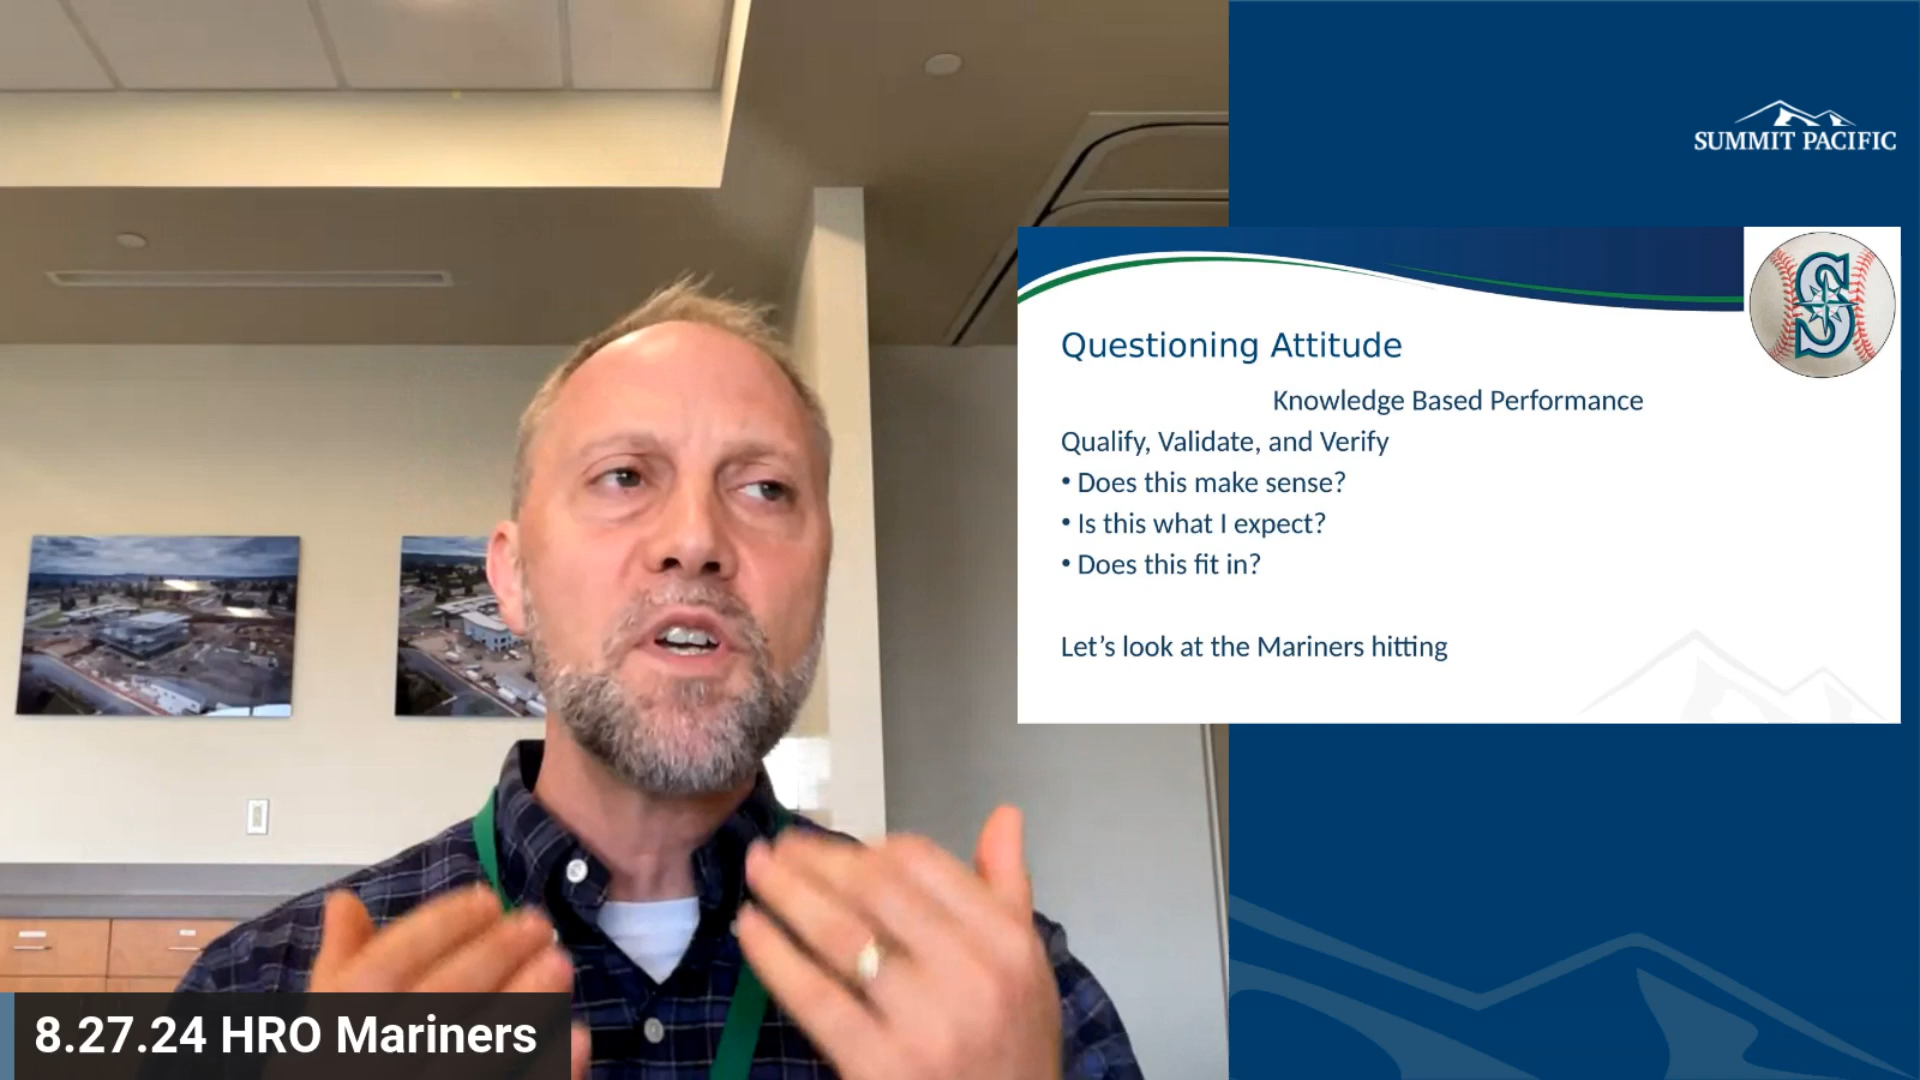 SUMMIT PACIFIC
S
Questioning Attitude
Knowledge Based Performance
Qualify, Validate, and Verify
• Does this make sense?
• Is this what I expect?
• Does this fit in?
Let’s look at the Mariners hitting
8.27.24 HRO Mariners